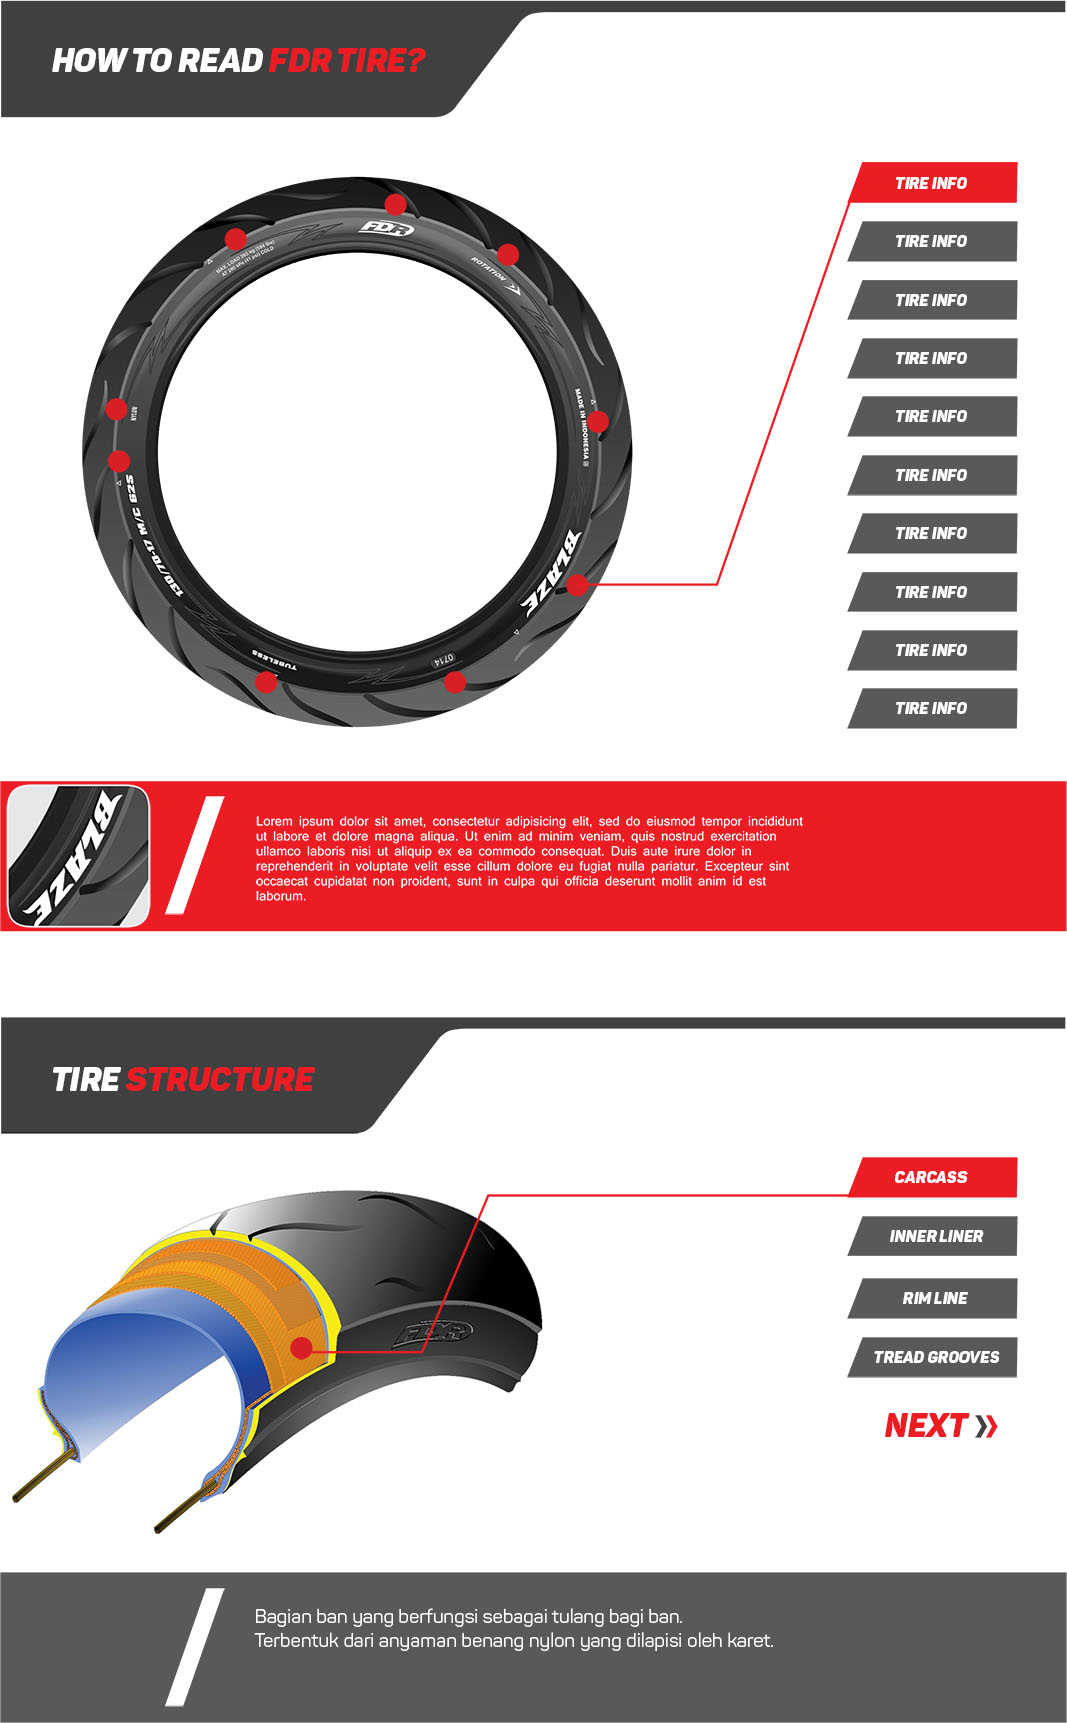 HOW TO READ FDR TIRE?
FDR
MAX. LOAD
AT 280 kPa (41 psi) COLD
ROTATION
MADE IN INDONESIA
BLAZE
0714
TUBELESS
130/70-17 M/C 62S
TIRE INFO
TIRE INFO
TIRE INFO
TIRE INFO
TIRE INFO
TIRE INFO
TIRE INFO
TIRE INFO
TIRE INFO
TIRE INFO
BLAZE
Lorem ipsum dolor sit amet, consectetur adipisicing elit, sed do eiusmod tempor incididunt
ut labore et dolore magna aliqua. Ut enim ad minim veniam, quis nostrud exercitation
ullamco laboris nisi ut aliquip ex ea commodo consequat. Duis aute irure dolor in
reprehenderit in voluptate velit esse cillum dolore eu fugiat nulla pariatur. Excepteur sint
occaecat cupidatat non proident, sunt in culpa qui officia deserunt mollit anim id est
laborum.
TIRE STRUCTURE
FDR
CARCASS
INNER LINER
RIM LINE
TREAD GROOVES
NEXT
Bagian ban yang berfungsi sebagai tulang bagi ban.
Terbentuk dari anyaman benang nylon yang dilapisi oleh karet.